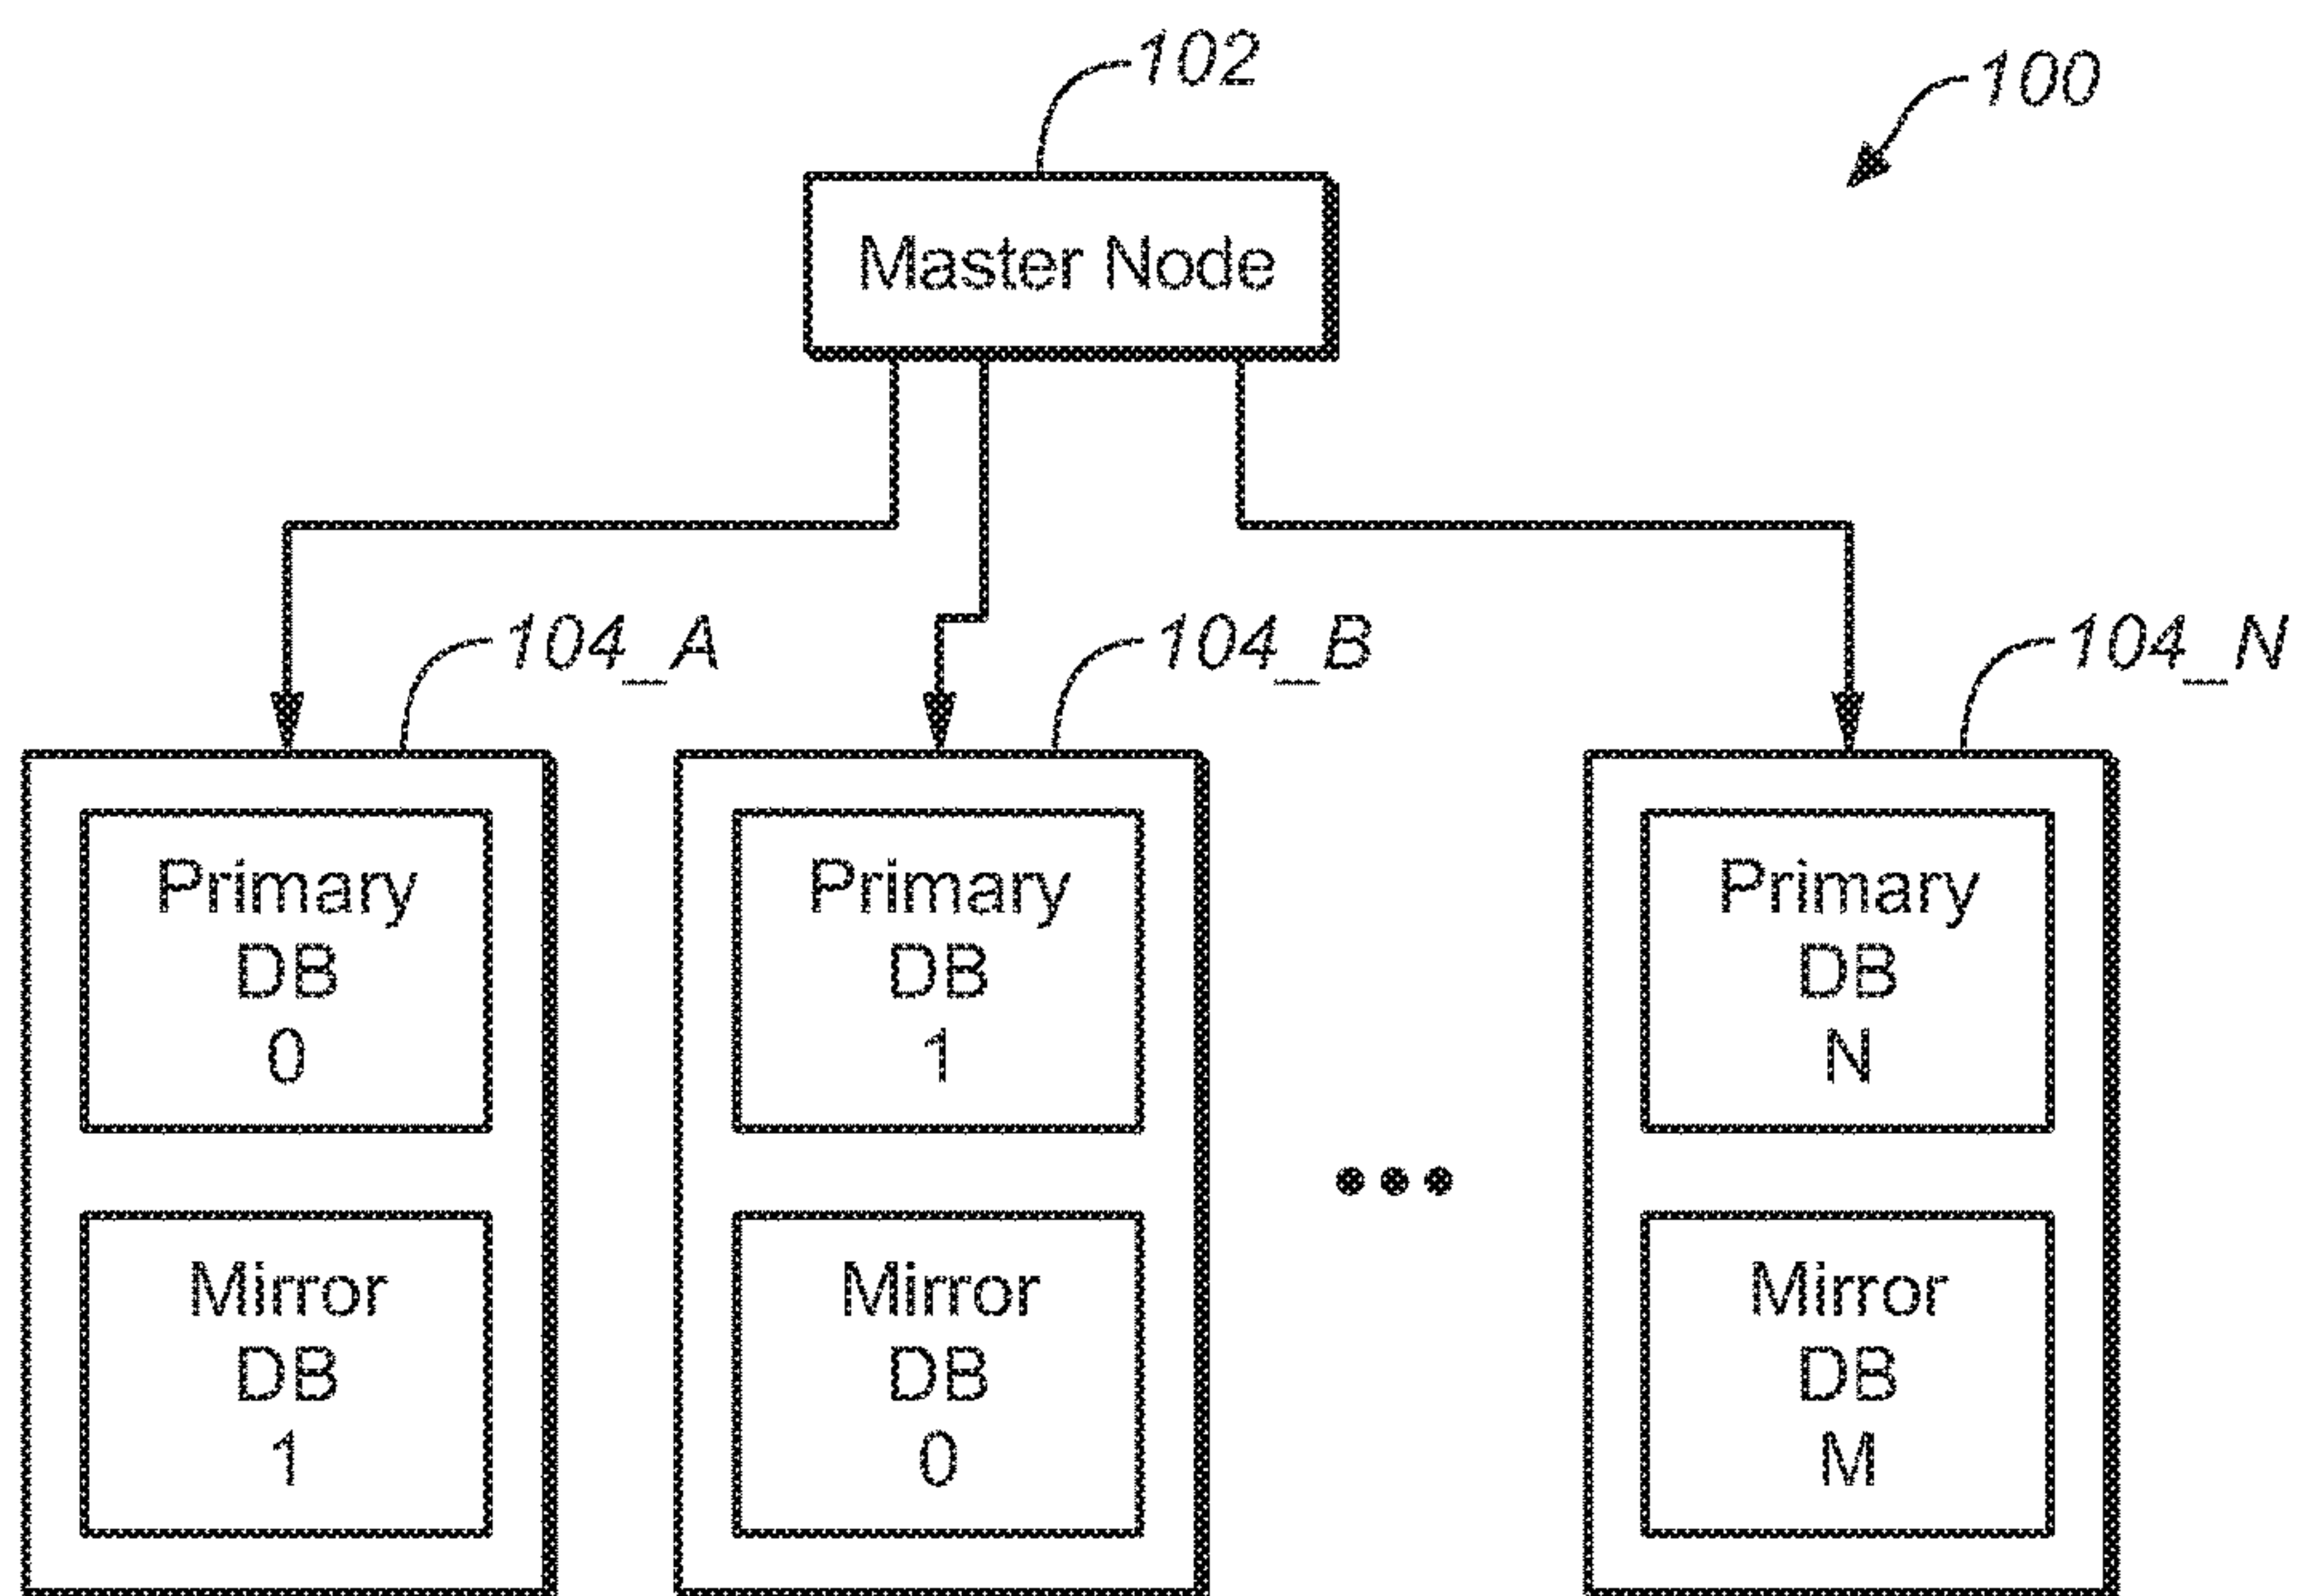 102
100
Master Node
104_A
104_B
104_N
Primary
DB
0
Primary
DB
1
Primary
DB
N
Mirror
DB
1
Mirror
DB
0
Mirror
DB
M